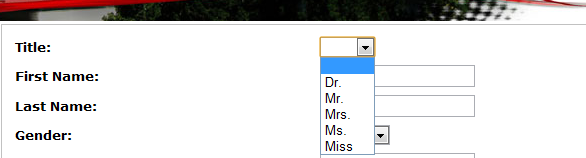 Title:
First Name:
Dr.
Mr.
Last Name:
Mrs.
Ms.
Gender:
Miss